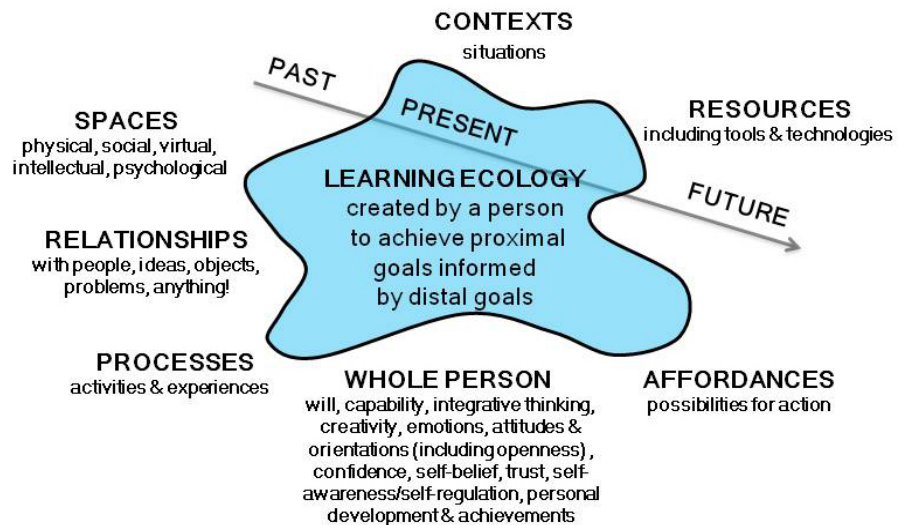 CONTEXTS
situations
PAST
PRESENT
FUTURE
SPACES
physical, social, virtual,
intellectual, psychological
RESOURCES
including tools & technologies
LEARNING ECOLOGY
created by a person
to achieve proximal
goals informed
by distal goals
RELATIONSHIPS
with people, ideas, objects,
problems, anything!
PROCESSES
activities & experiences
WHOLE PERSON
will, capability, integrative thinking,
creativity, emotions, attitudes &
orientations (including openness) ,
confidence, self-belief, trust, self-
awareness/self-regulation, personal
development & achievements
AFFORDANCES
possibilities for action